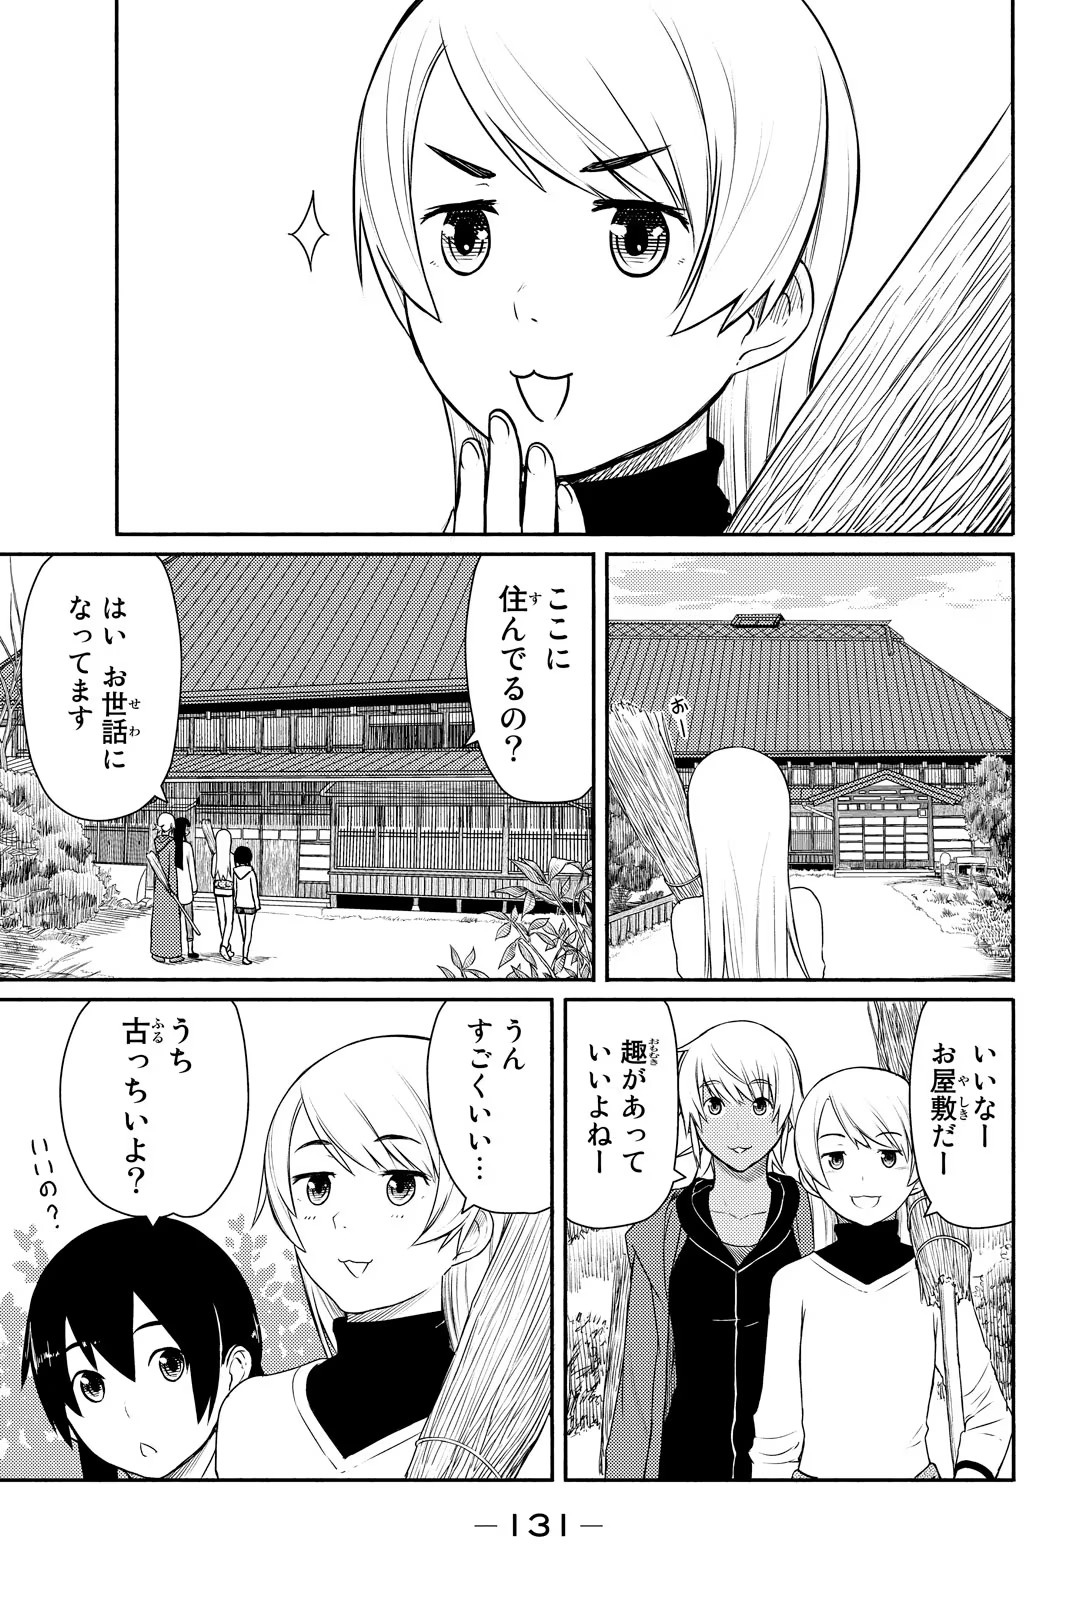 おー
ここに
住んでるの?
はい お世話に
なってます
いいなー
お屋敷だー
趣があって
いいよねー
うん
すごくいい…
うち
古っちいよ?
いいの?
—131—